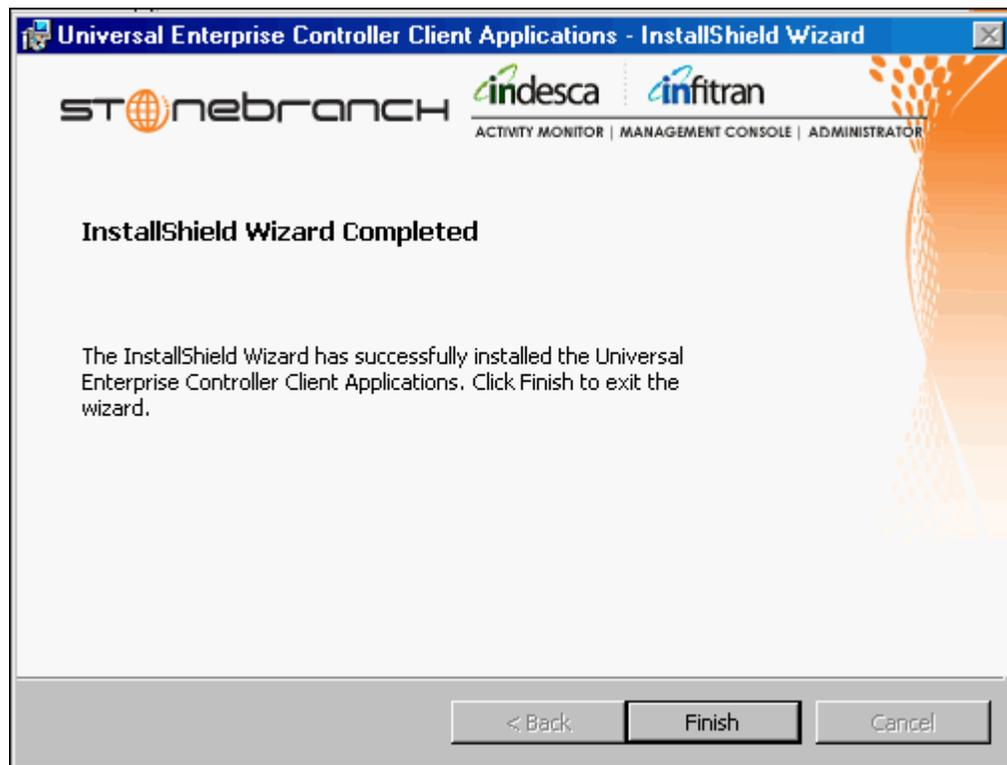 Universal Enterprise Controller Client Applications - InstallShield Wizard
stonebranch indesca infitran
ACTIVITY MONITOR | MANAGEMENT CONSOLE | ADMINISTRATOR
InstallShield Wizard Completed
The InstallShield Wizard has successfully installed the Universal
Enterprise Controller Client Applications. Click Finish to exit the
wizard.
< Back Finish Cancel